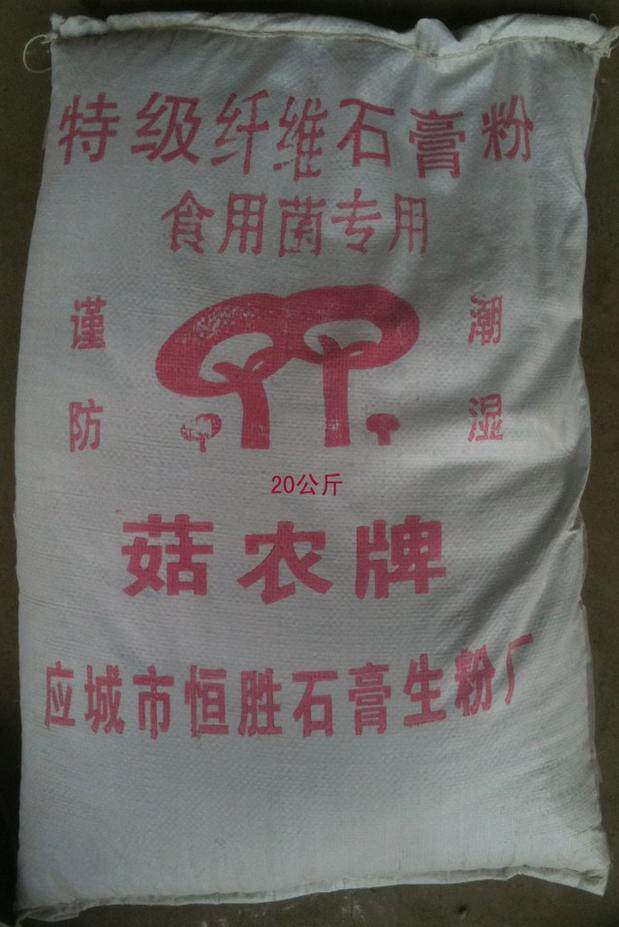 特级纤维石膏粉
食用菌专用
谨防
潮湿
20公斤
菇农牌
应城市恒胜石膏生粉厂